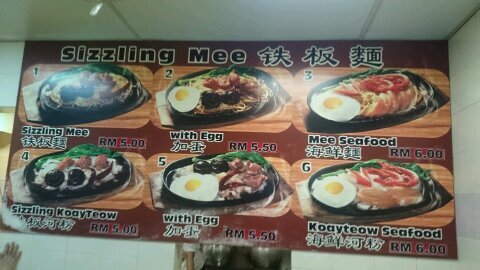 Sizzling Mee 铁板麵
1
Sizzling Mee
铁板麵 RM 5.00
2
with Egg
加蛋 RM 5.50
3
Mee Seafood
海鲜麵 RM 6.00
4
Sizzling KoayTeow
铁板河粉 RM 5.00
5
with Egg
加蛋 RM 5.50
6
Koayteow Seafood
海鲜河粉 RM 6.00